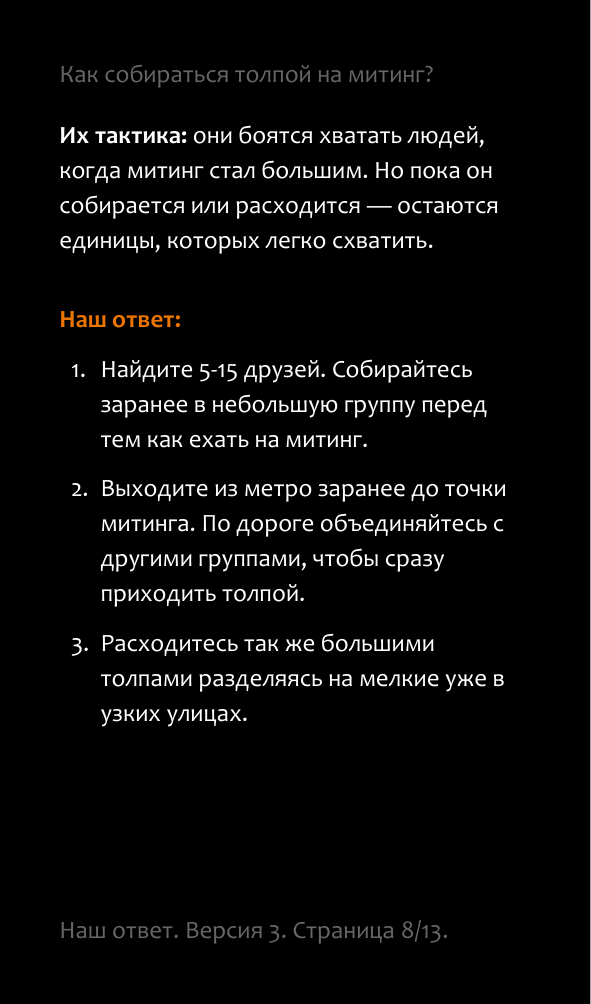 Как собираться толпой на митинг?
Их тактика: они боятся хватать людей,
когда митинг стал большим. Но пока он
собирается или расходится — остаются
единицы, которых легко схватить.
Наш ответ:
1. Найдите 5-15 друзей. Собирайтесь
заранее в небольшую группу перед
тем как ехать на митинг.
2. Выходите из метро заранее до точки
митинга. По дороге объединяйтесь с
другими группами, чтобы сразу
приходить толпой.
3. Расходитесь так же большими
толпами разделяясь на мелкие уже в
узких улицах.
Наш ответ. Версия 3. Страница 8/13.